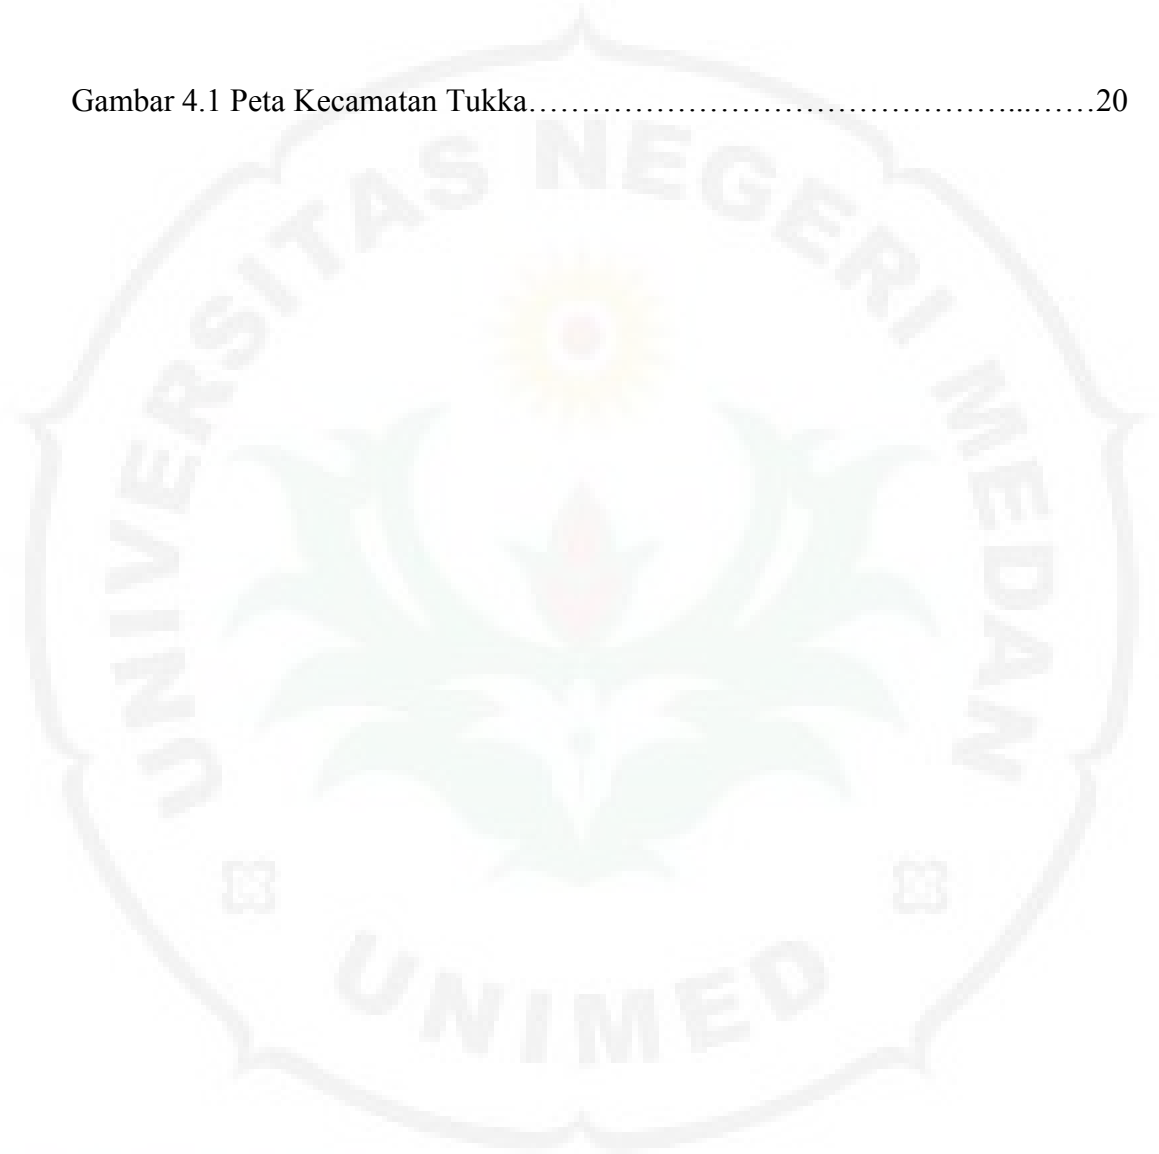 Gambar 4.1 Peta Kecamatan Tukka……………………………………………...……20
UNIVERSITAS NEGERI MEDAN
UNIMED